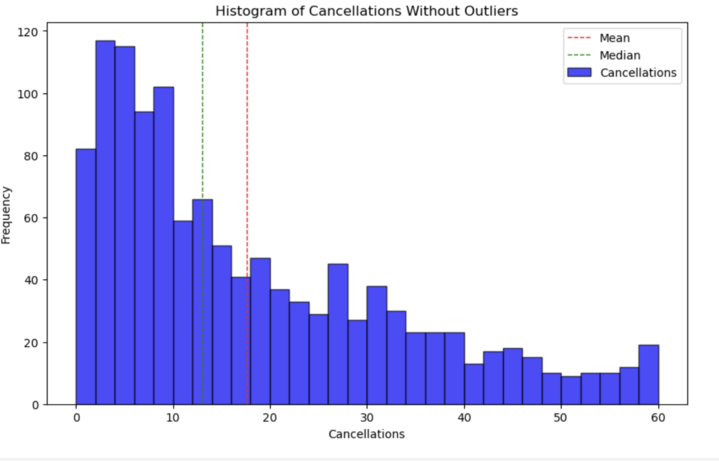 Histogram of Cancellations Without Outliers
Mean
Median
Cancellations
120
100
80
60
40
20
0
Frequency
0 10 20 30 40 50 60
Cancellations